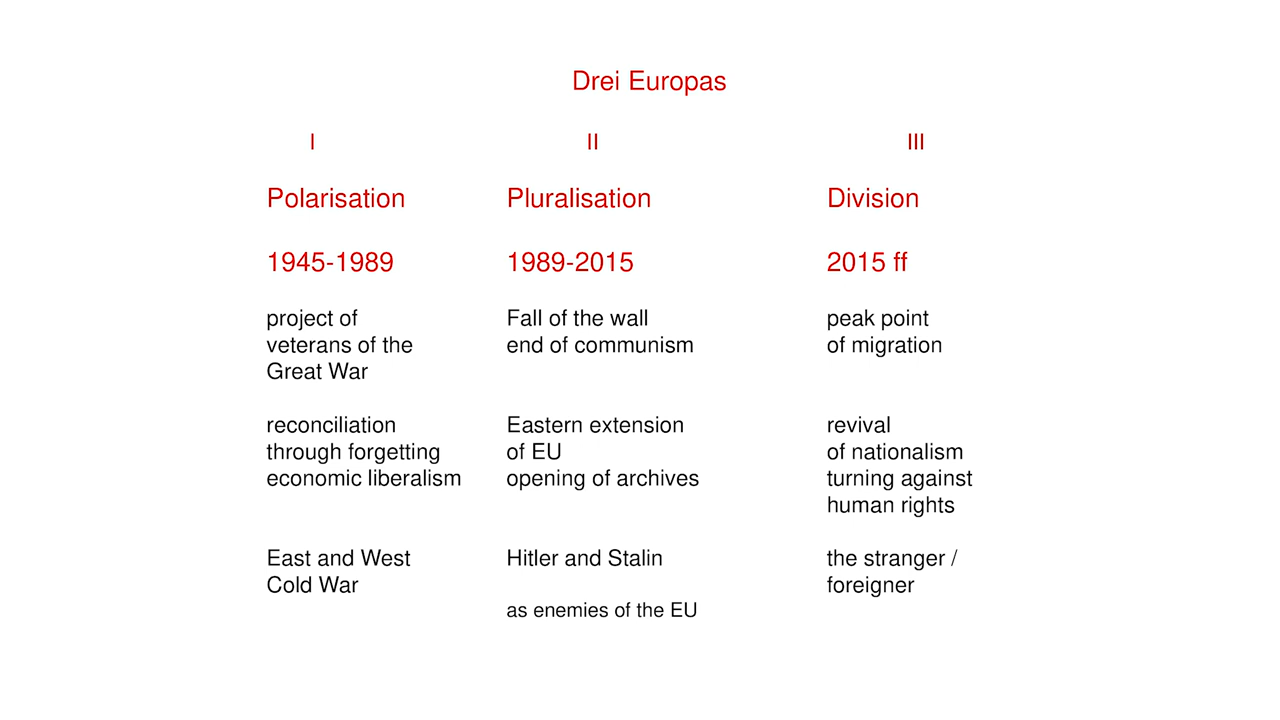 Drei Europas
I
II
III
Polarisation
Pluralisation
Division
1945-1989
1989-2015
2015 ff
project of
veterans of the
Great War
Fall of the wall
end of communism
peak point
of migration
reconciliation
through forgetting
economic liberalism
Eastern extension
of EU
opening of archives
revival
of nationalism
turning against
human rights
East and West
Cold War
Hitler and Stalin
as enemies of the EU
the stranger /
foreigner